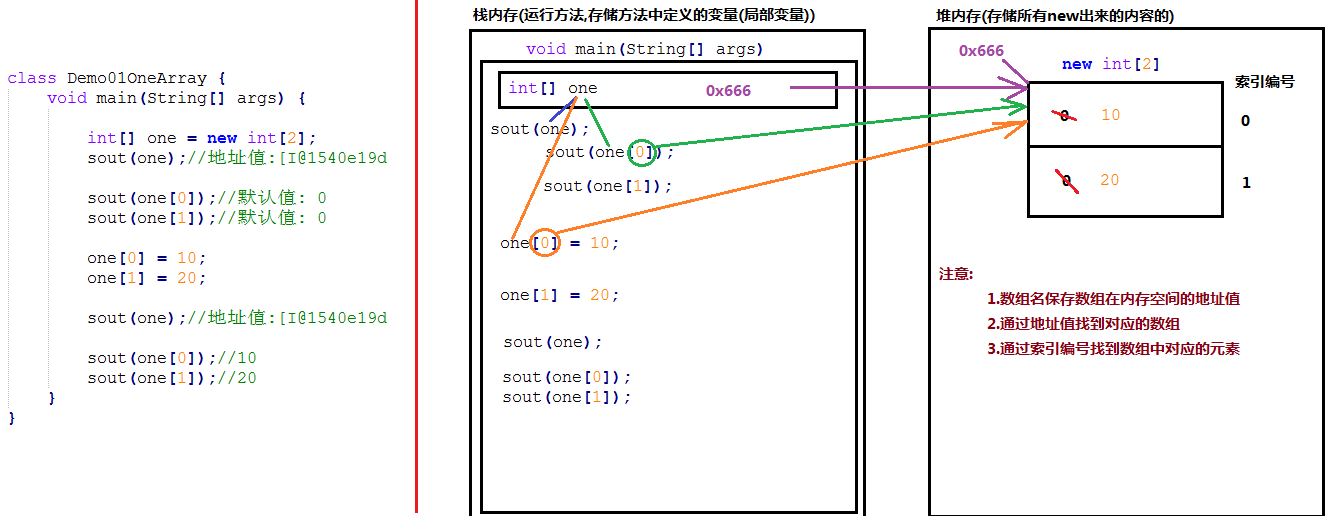 class Demo01OneArray {
void main(String[] args) {
int[] one = new int[2];
sout(one);//地址值:[I@1540e19d
sout(one[0]);//默认值: 0
sout(one[1]);//默认值: 0
one[0] = 10;
one[1] = 20;
sout(one);//地址值:[I@1540e19d
sout(one[0]);//10
sout(one[1]);//20
}
}
栈内存(运行方法,存储方法中定义的变量(局部变量))
void main(String[] args)
int[] one 0x666
sout(one);
sout(one[0]);
sout(one[1]);
one[0] = 10;
one[1] = 20;
sout(one);
sout(one[0]);
sout(one[1]);
堆内存(存储所有new出来的内容的)
0x666
new int[2]
索引编号
0 10 0
0 20 1
注意:
1.数组名保存数组在内存空间的地址值
2.通过地址值找到对应的数组
3.通过索引编号找到数组中对应的元素